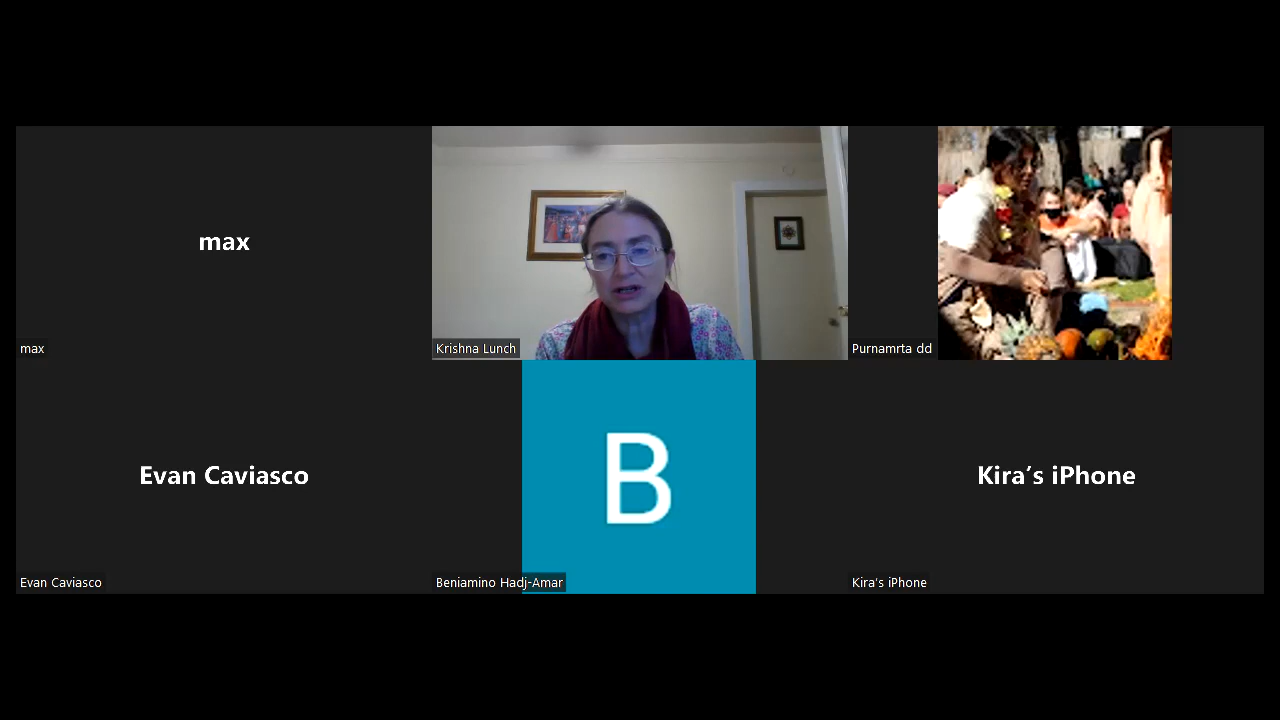 max
max
Krishna Lunch
Purnamrta dd
Evan Caviasco
Evan Caviasco
B
Beniamino Hadj-Amar
Kira's iPhone
Kira's iPhone